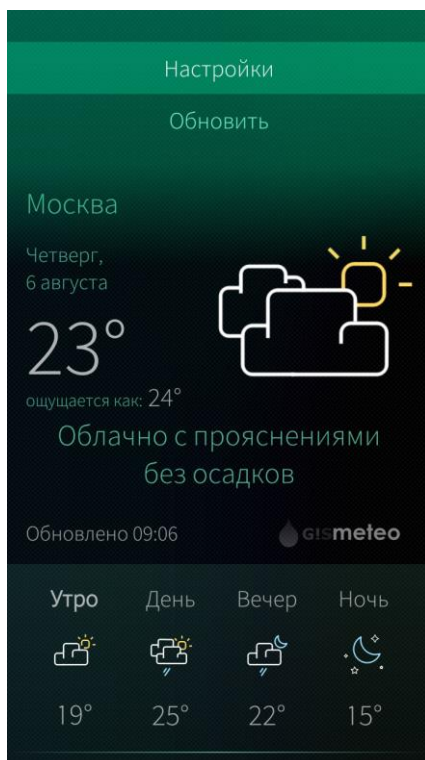 Настройки
Обновить
Москва
Четверг,
6 августа
23°
ощущается как: 24°
Облачно с прояснениями
без осадков
Обновлено 09:06 GISmeteo
Утро День Вечер Ночь
19° 25° 22° 15°